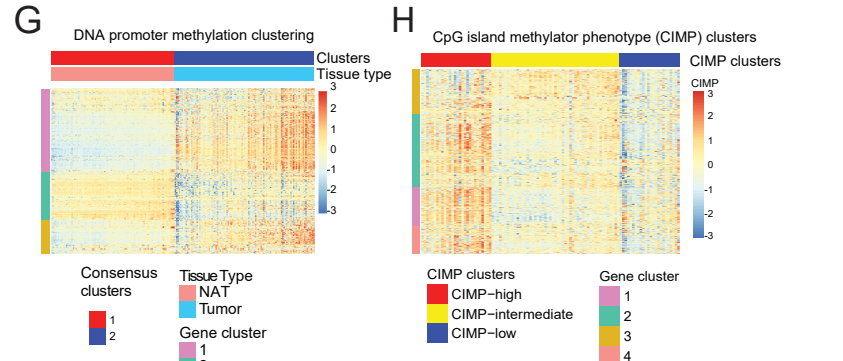 G
DNA promoter methylation clustering
Clusters
Tissue type
3
2
1
0
-1
-2
-3
Consensus clusters
1
2
Tissue Type
NAT
Tumor
Gene cluster
1
H
CpG island methylator phenotype (CIMP) clusters
CIMP clusters
CIMP
3
2
1
0
-1
-2
-3
CIMP clusters
CIMP−high
CIMP−intermediate
CIMP−low
Gene cluster
1
2
3
4